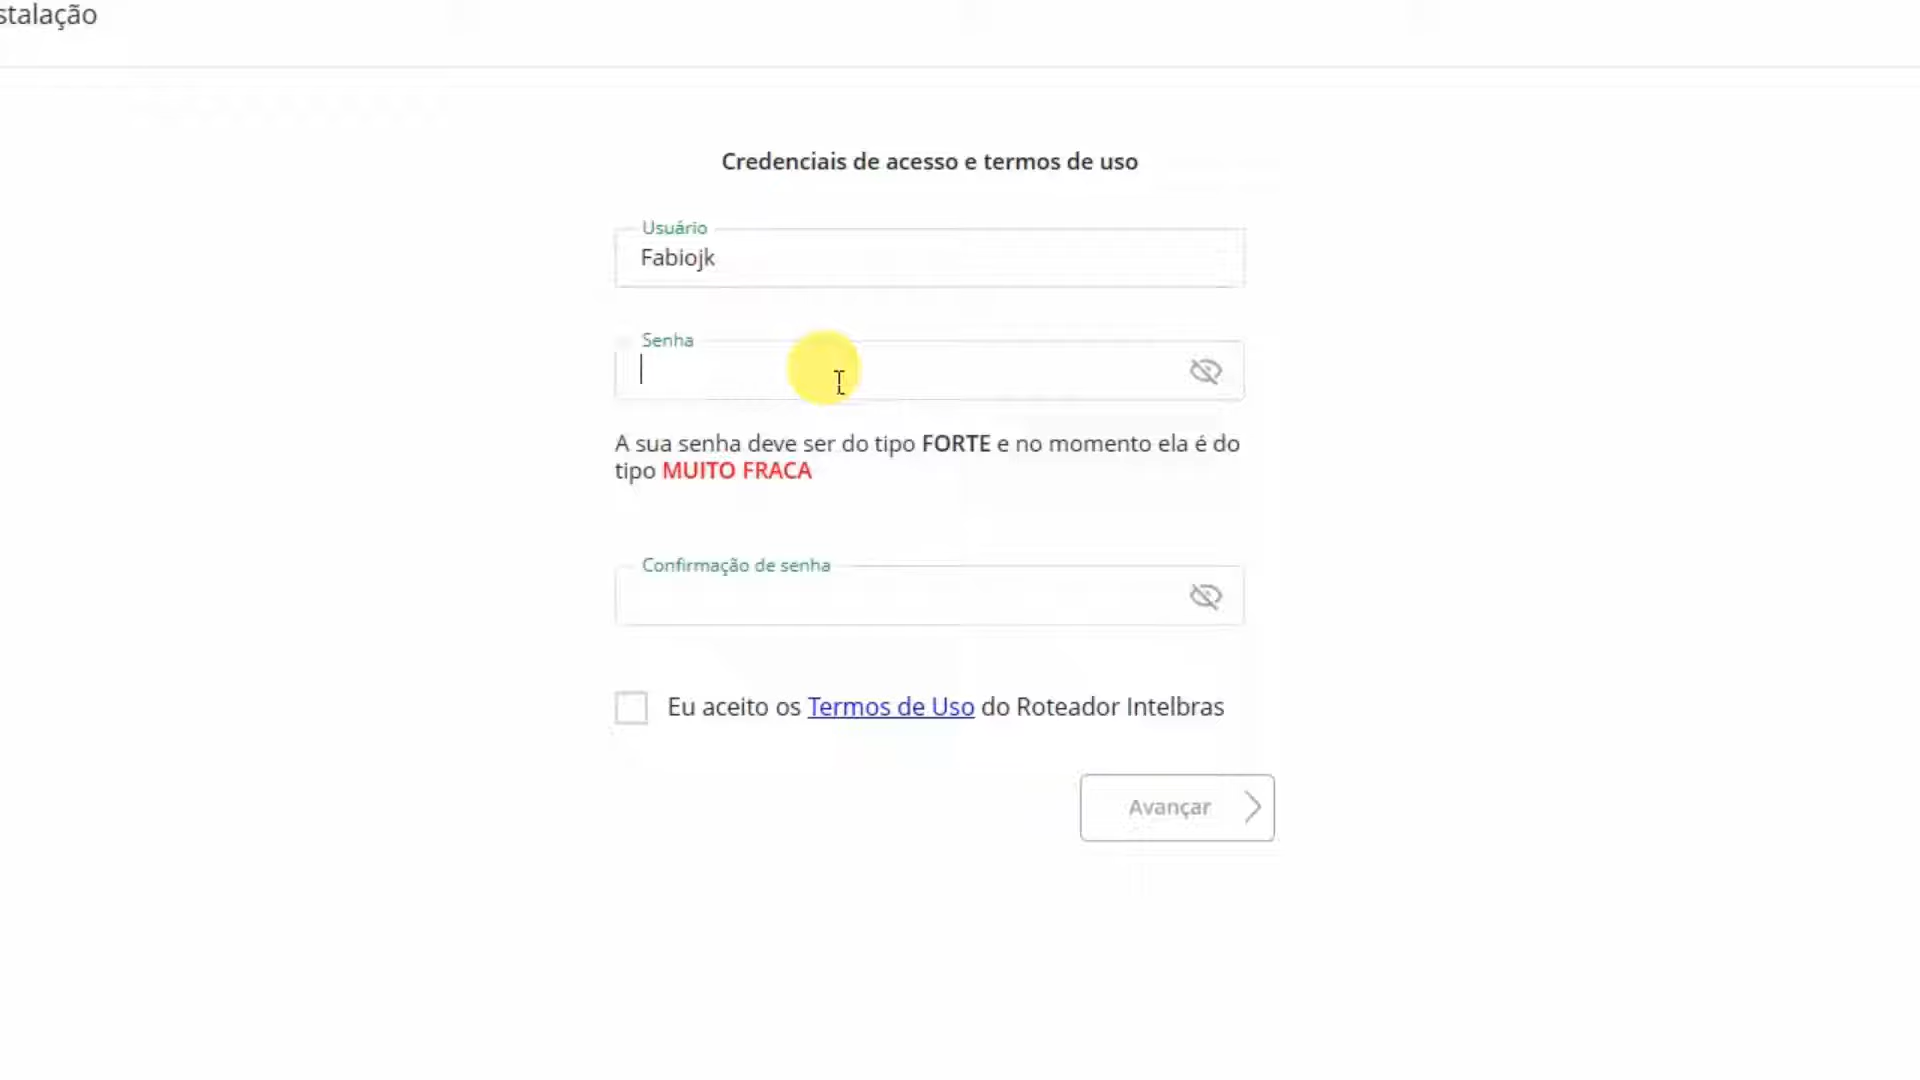 stalação
Credenciais de acesso e termos de uso
Usuário
Fabiojk
Senha
A sua senha deve ser do tipo FORTE e no momento ela é do
tipo MUITO FRACA
Confirmação de senha
Eu aceito os Termos de Uso do Roteador Intelbras
Avançar